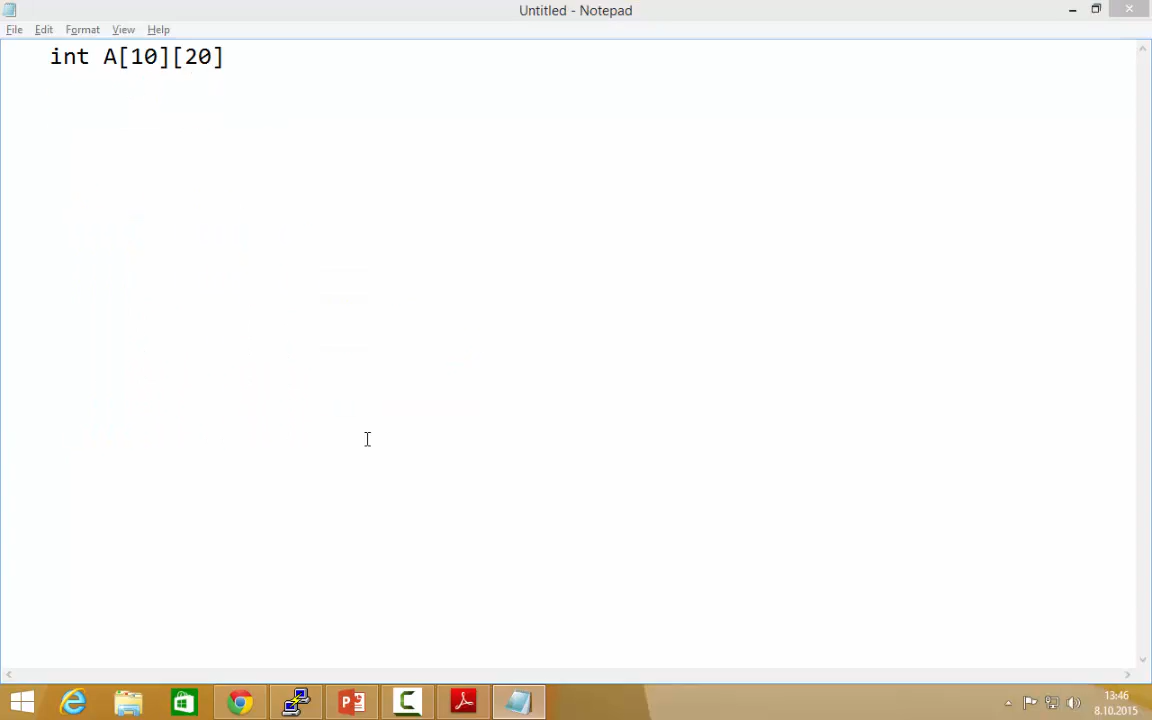 Untitled - Notepad
File Edit Format View Help
int A[10][20]
13:46
8.10.2015